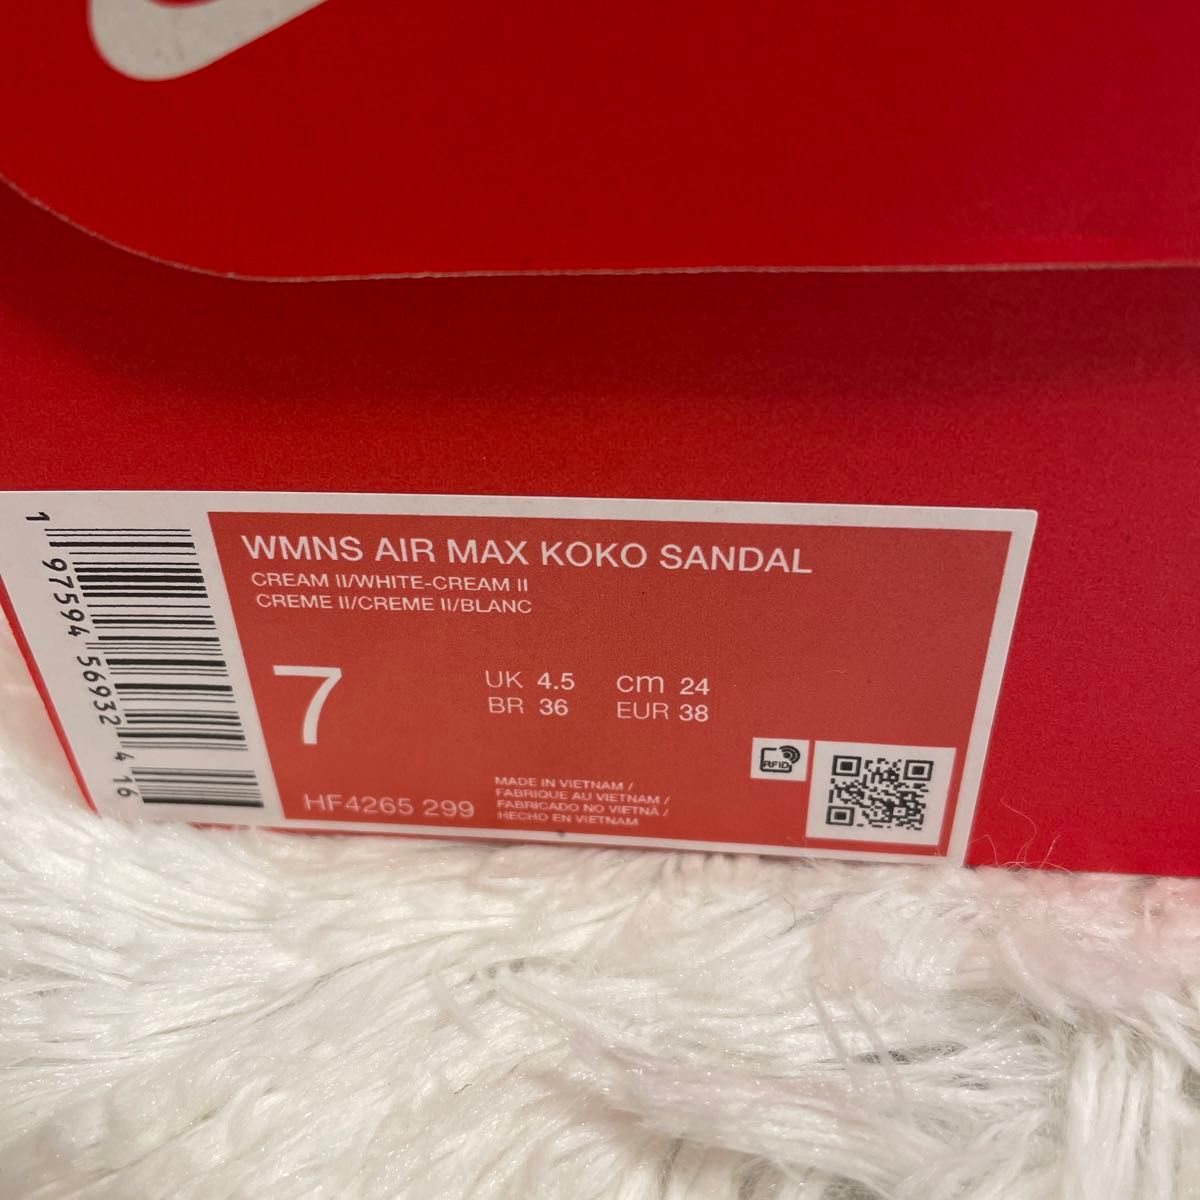 WMNS AIR MAX KOKO SANDAL
CREAM II/WHITE-CREAM II
CREME II/CREME II/BLANC
7
UK 4.5 cm 24
BR 36 EUR 38
HF4265 299
MADE IN VIETNAM /
FABRIQUE AU VIETNAM /
FABRICADO NO VIETNÃ /
HECHO EN VIETNAM
RFID
1 97594 56932 4 16